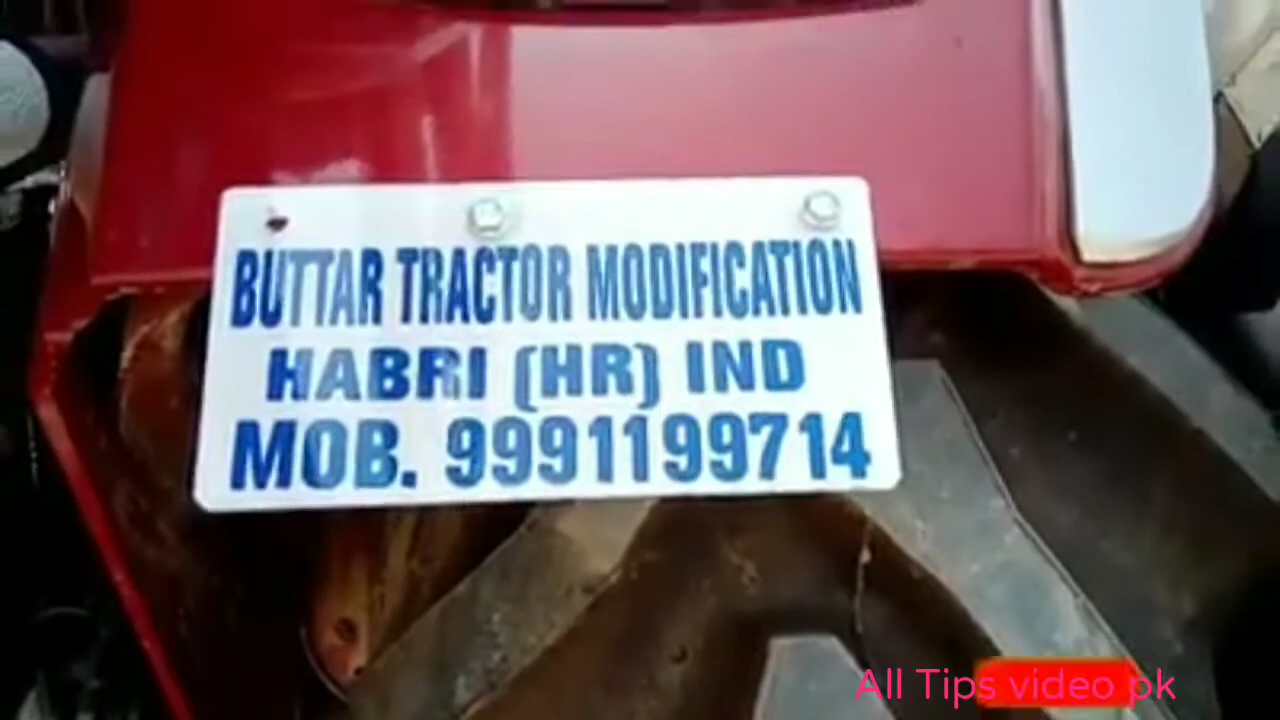 BUTTAR TRACTOR MODIFICATION
HABRI (HR) IND
MOB. 9991199714
All Tips video pk